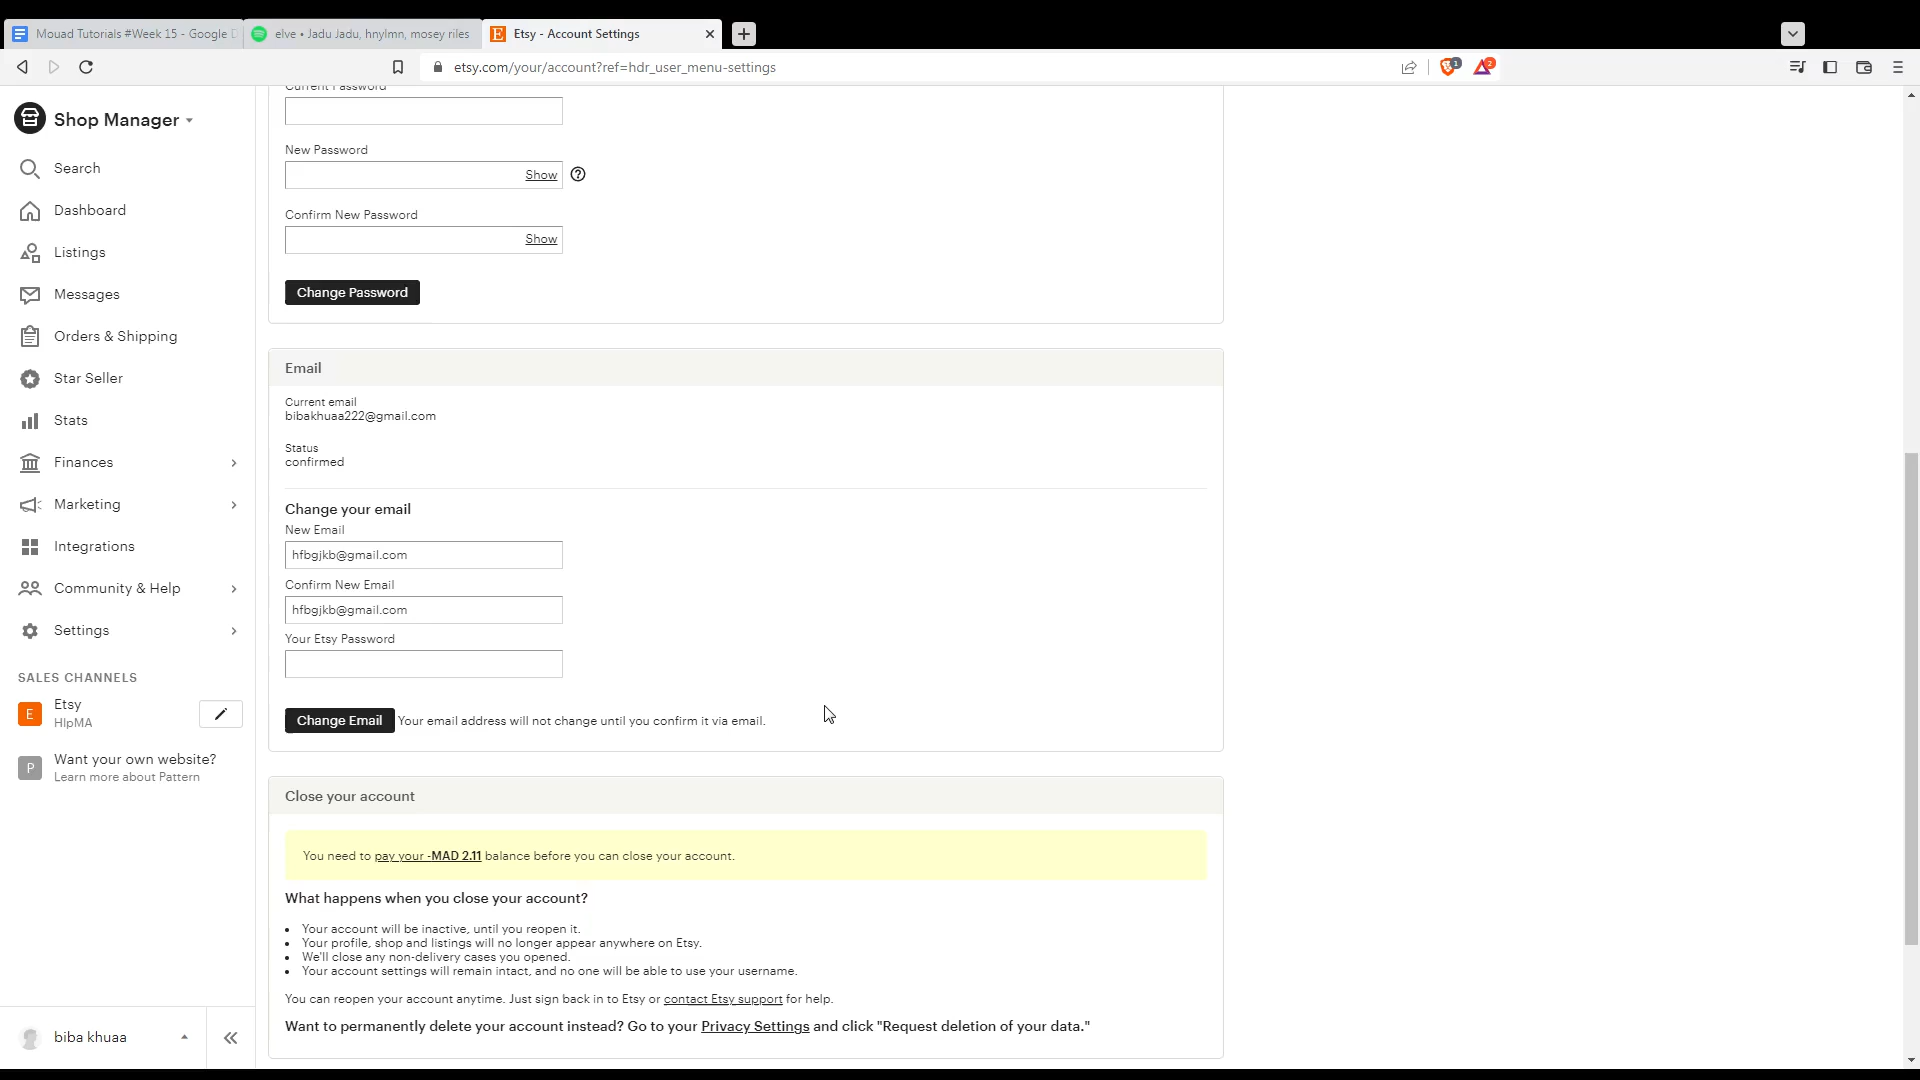 Mouad Tutorials #Week 15 - Google D
elve • Jadu Jadu, hnylmn, mosey riles
Etsy - Account Settings
etsy.com/your/account?ref=hdr_user_menu-settings
1
2
Shop Manager
Search
Dashboard
Listings
Messages
Orders & Shipping
Star Seller
Stats
Finances
Marketing
Integrations
Community & Help
Settings
SALES CHANNELS
E
Etsy
HlpMA
P
Want your own website?
Learn more about Pattern
biba khuaa
Current Password
New Password
Show
Confirm New Password
Show
Change Password
Email
Current email
bibakhuaa222@gmail.com
Status
confirmed
Change your email
New Email
hfbgjkb@gmail.com
Confirm New Email
hfbgjkb@gmail.com
Your Etsy Password
Change Email Your email address will not change until you confirm it via email.
Close your account
You need to pay your -MAD 2.11 balance before you can close your account.
What happens when you close your account?
• Your account will be inactive, until you reopen it.
• Your profile, shop and listings will no longer appear anywhere on Etsy.
• We'll close any non-delivery cases you opened.
• Your account settings will remain intact, and no one will be able to use your username.
You can reopen your account anytime. Just sign back in to Etsy or contact Etsy support for help.
Want to permanently delete your account instead? Go to your Privacy Settings and click "Request deletion of your data."